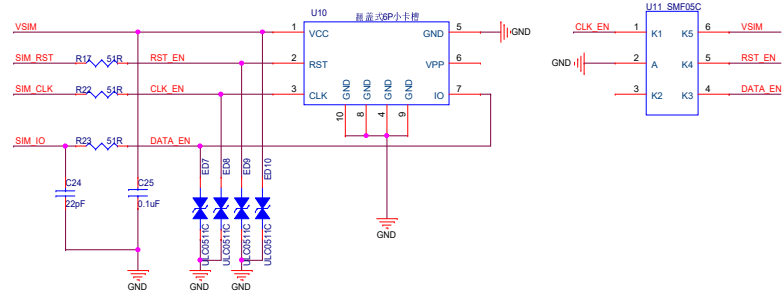 U10
翻盖式6P小卡槽
U11_SMF05C
VSIM
1
VCC
GND
5
GND
CLK_EN
1
K1
K5
6
VSIM
SIM_RST
R17
51R
RST_EN
2
RST
VPP
6
GND
2
A
K4
5
RST_EN
SIM_CLK
R22
51R
CLK_EN
3
CLK
IO
7
3
K2
K3
4
DATA_EN
GND
GND
GND
GND
10
8
4
9
SIM_IO
R23
51R
DATA_EN
ED7
ED8
ED9
ED10
C24
22pF
C25
0.1uF
ULC0511C
ULC0511C
ULC0511C
ULC0511C
GND
GND
GND
GND